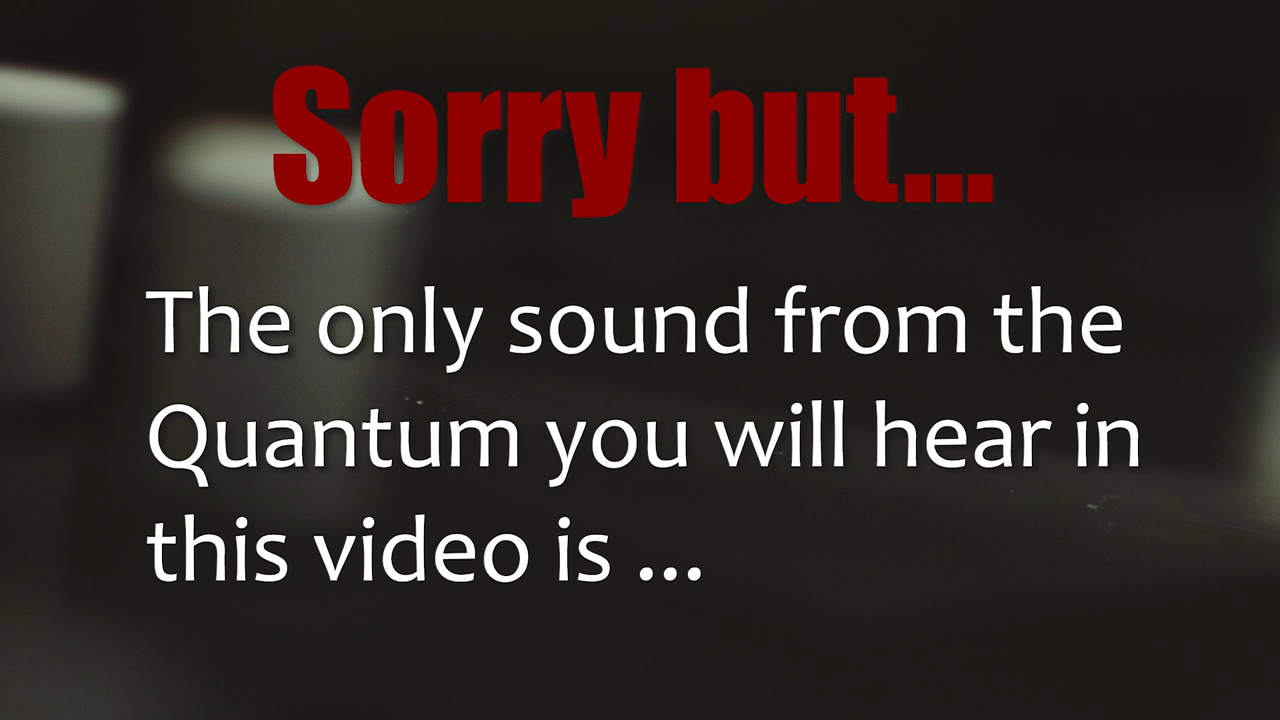 Sorry but...
The only sound from the
Quantum you will hear in
this video is ...